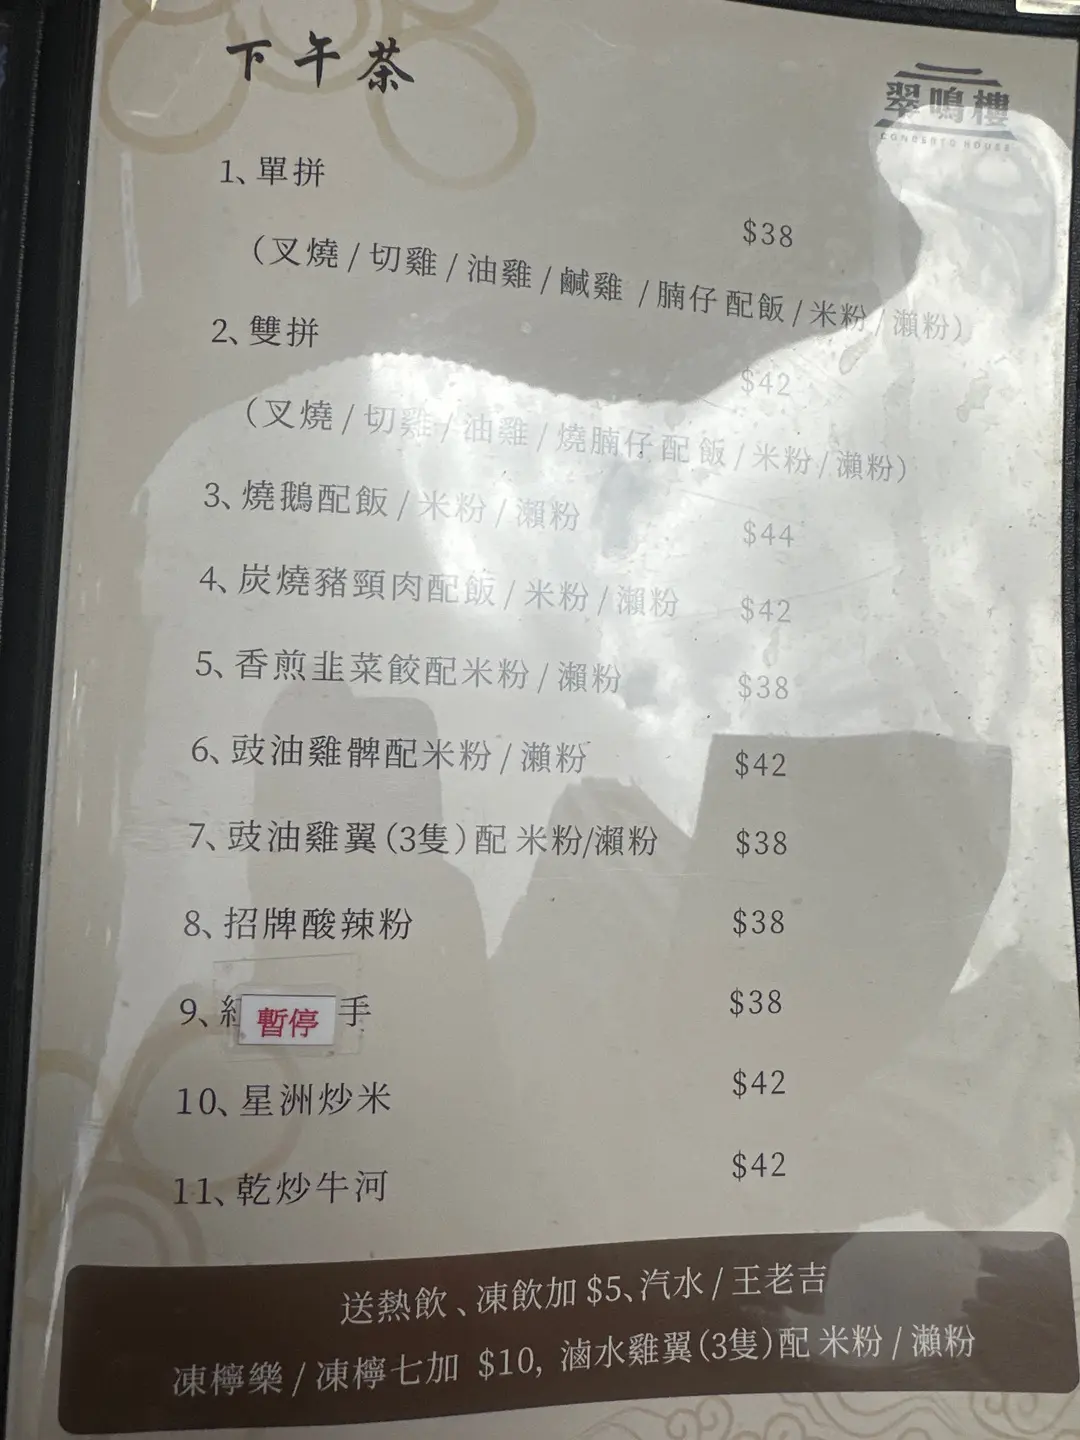 下午茶
翠鳴樓
CONCERTO HOUSE
1、單拼
$38
（叉燒 / 切雞 / 油雞 / 鹹雞 / 腩仔 配飯 / 米粉 / 瀨粉）
2、雙拼
$42
（叉燒 / 切雞 / 油雞 / 燒腩仔配飯 / 米粉 / 瀨粉）
3、燒鵝配飯 / 米粉 / 瀨粉 $44
4、炭燒豬頸肉配飯 / 米粉 / 瀨粉 $42
5、香煎韭菜餃配米粉 / 瀨粉 $38
6、豉油雞髀配米粉 / 瀨粉 $42
7、豉油雞翼（3隻）配 米粉/瀨粉 $38
8、招牌酸辣粉 $38
9、暫停 手 $38
10、星洲炒米 $42
11、乾炒牛河 $42
送熱飲、凍飲加 $5、汽水 / 王老吉
凍檸樂 / 凍檸七加 $10, 滷水雞翼（3隻）配 米粉 / 瀨粉